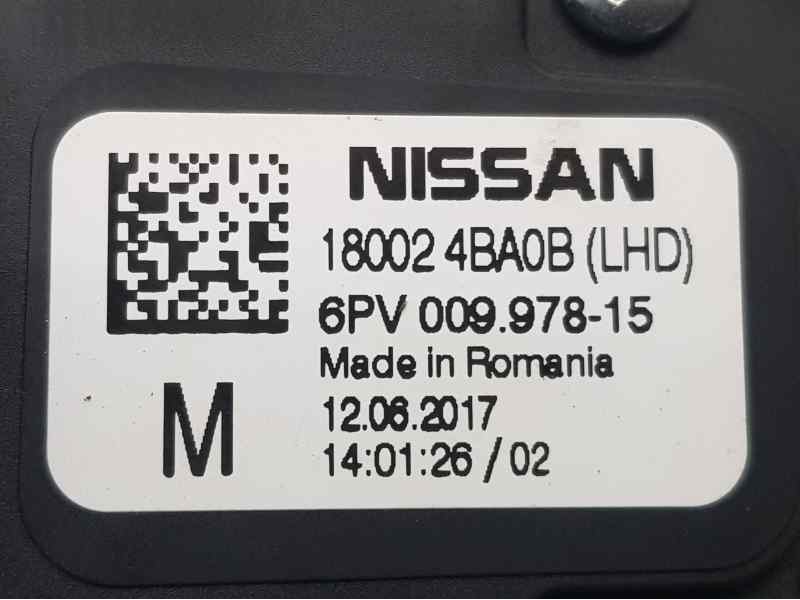 NISSAN
18002 4BA0B (LHD)
6PV 009.978-15
Made in Romania
12.06.2017
14:01:26 / 02
M